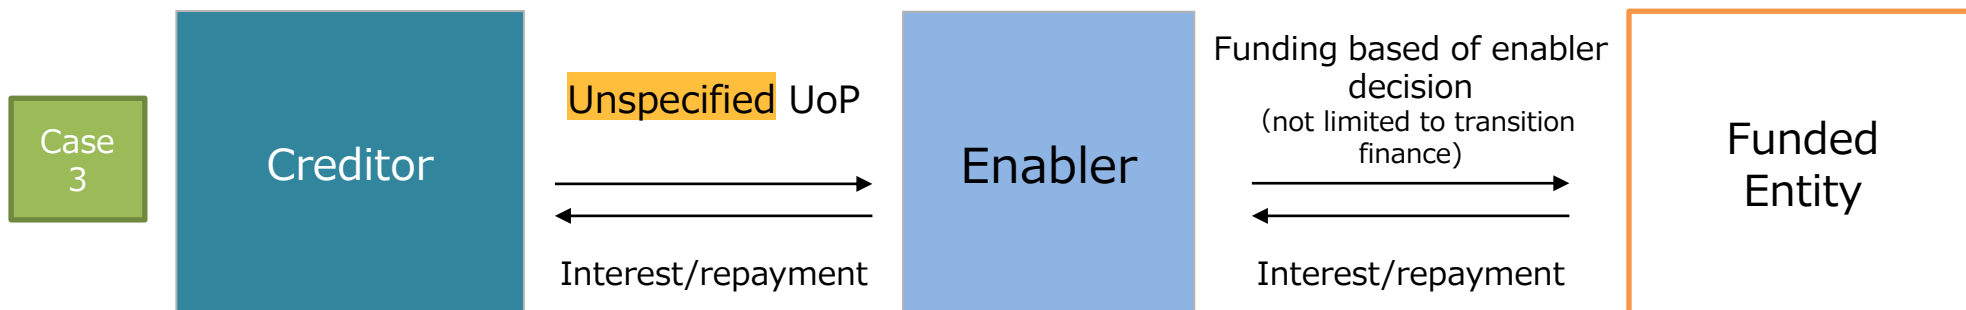 Case
3
Creditor
Unspecified UoP
Interest/repayment
Enabler
Funding based of enabler
decision
(not limited to transition
finance)
Interest/repayment
Funded
Entity